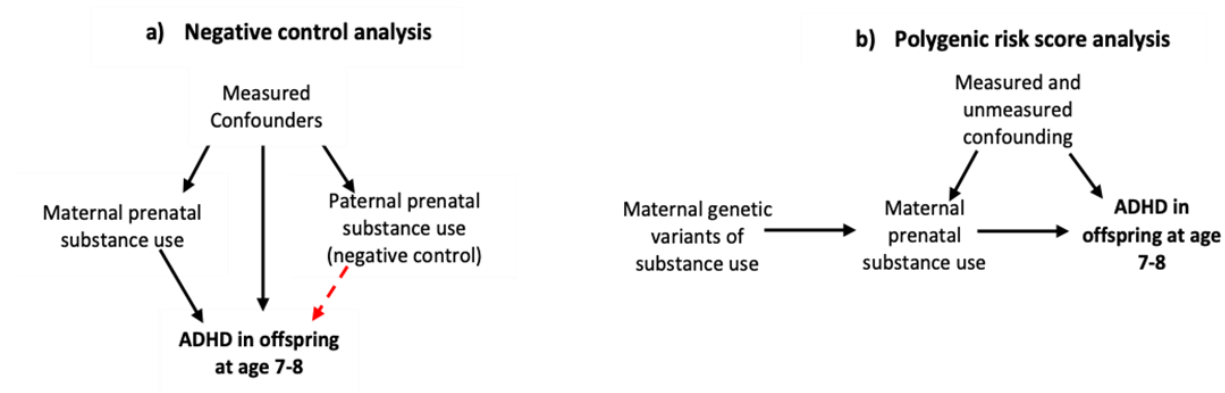 a) Negative control analysis
Measured
Confounders
Maternal prenatal
substance use
Paternal prenatal
substance use
(negative control)
ADHD in offspring
at age 7-8
b) Polygenic risk score analysis
Measured and
unmeasured
confounding
Maternal genetic
variants of
substance use
Maternal
prenatal
substance use
ADHD in
offspring at age
7-8